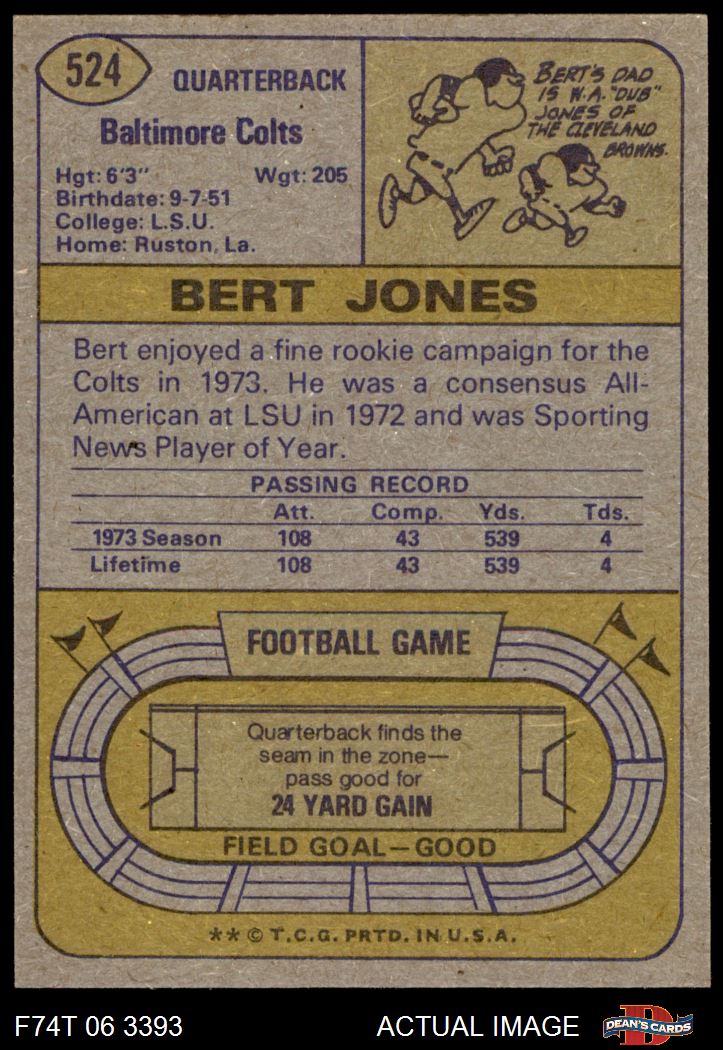 524
QUARTERBACK
Baltimore Colts
Hgt: 6'3" Wgt: 205
Birthdate: 9-7-51
College: L.S.U.
Home: Ruston, La.
BERT'S DAD
IS W.A. "DUB"
JONES OF
THE CLEVELAND
BROWNS.
BERT JONES
Bert enjoyed a fine rookie campaign for the
Colts in 1973. He was a consensus All-
American at LSU in 1972 and was Sporting
News Player of Year.
PASSING RECORD
Att. Comp. Yds. Tds.
1973 Season 108 43 539 4
Lifetime 108 43 539 4
FOOTBALL GAME
Quarterback finds the
seam in the zone—
pass good for
24 YARD GAIN
FIELD GOAL—GOOD
** © T.C.G. PRTD. IN U.S.A.
F74T 06 3393 ACTUAL IMAGE
D
DEAN'S CARDS